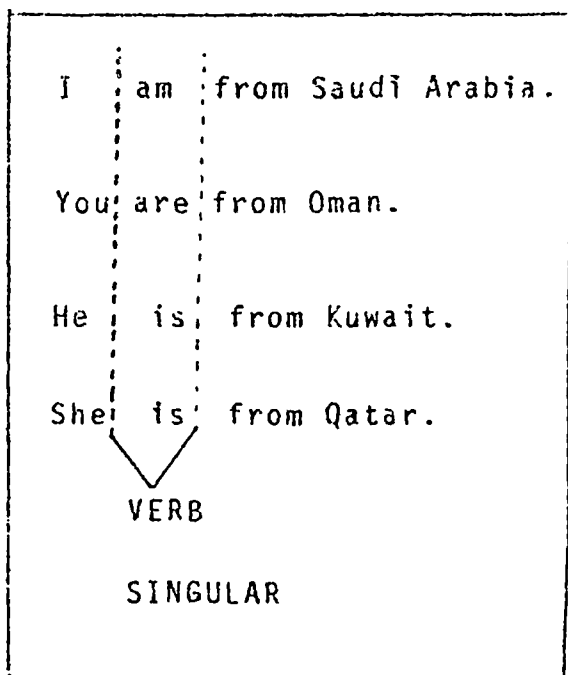 I am from Saudi Arabia.
You are from Oman.
He is from Kuwait.
She is from Qatar.
VERB
SINGULAR